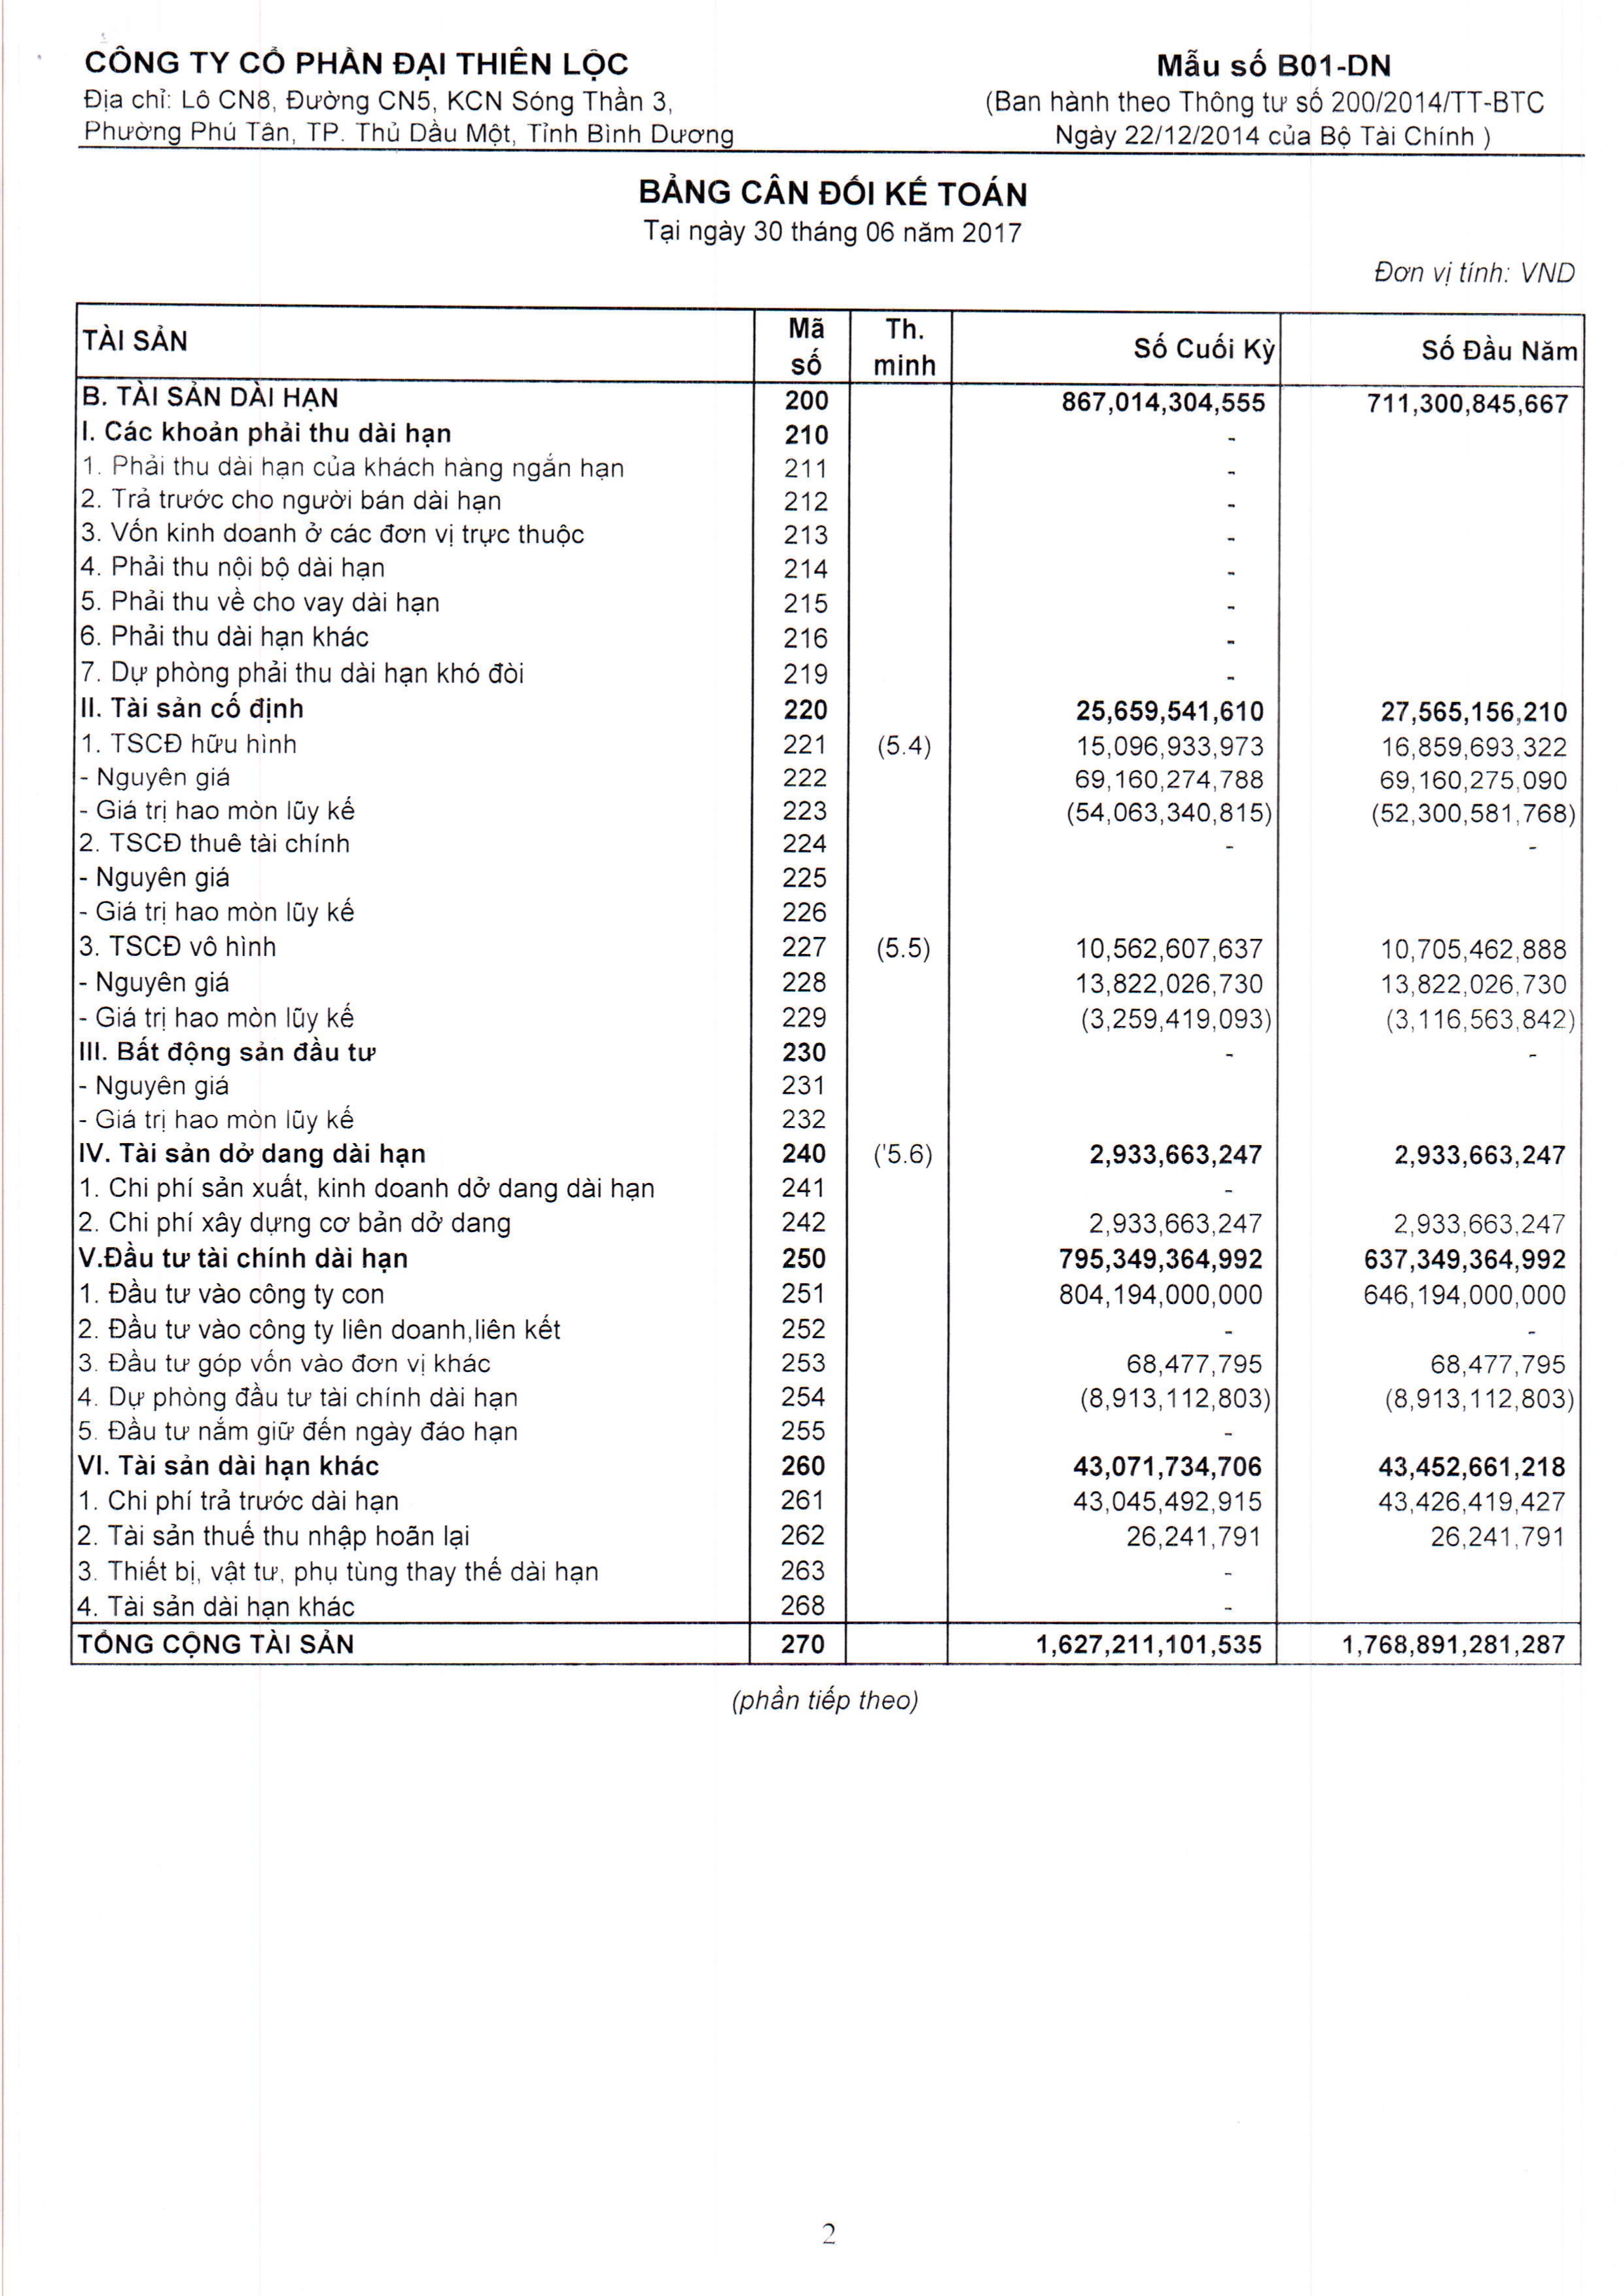 CÔNG TY CỔ PHẦN ĐẠI THIÊN LỘC
Mẫu số B01-DN
Địa chỉ: Lô CN8, Đường CN5, KCN Sóng Thần 3,
(Ban hành theo Thông tư số 200/2014/TT-BTC
Phường Phú Tân, TP. Thủ Dầu Một, Tỉnh Bình Dương
Ngày 22/12/2014 của Bộ Tài Chính )
BẢNG CÂN ĐỐI KẾ TOÁN
Tại ngày 30 tháng 06 năm 2017
Đơn vị tính: VND
TÀI SẢN Mã số Th. minh Số Cuối Kỳ Số Đầu Năm
B. TÀI SẢN DÀI HẠN 200 867,014,304,555 711,300,845,667
I. Các khoản phải thu dài hạn 210 -
1. Phải thu dài hạn của khách hàng ngắn hạn 211 -
2. Trả trước cho người bán dài hạn 212 -
3. Vốn kinh doanh ở các đơn vị trực thuộc 213 -
4. Phải thu nội bộ dài hạn 214 -
5. Phải thu về cho vay dài hạn 215 -
6. Phải thu dài hạn khác 216 -
7. Dự phòng phải thu dài hạn khó đòi 219 -
II. Tài sản cố định 220 25,659,541,610 27,565,156,210
1. TSCĐ hữu hình 221 (5.4) 15,096,933,973 16,859,693,322
- Nguyên giá 222 69,160,274,788 69,160,275,090
- Giá trị hao mòn lũy kế 223 (54,063,340,815) (52,300,581,768)
2. TSCĐ thuê tài chính 224 - -
- Nguyên giá 225
- Giá trị hao mòn lũy kế 226
3. TSCĐ vô hình 227 (5.5) 10,562,607,637 10,705,462,888
- Nguyên giá 228 13,822,026,730 13,822,026,730
- Giá trị hao mòn lũy kế 229 (3,259,419,093) (3,116,563,842)
III. Bất động sản đầu tư 230 - -
- Nguyên giá 231
- Giá trị hao mòn lũy kế 232
IV. Tài sản dở dang dài hạn 240 ('5.6) 2,933,663,247 2,933,663,247
1. Chi phí sản xuất, kinh doanh dở dang dài hạn 241 -
2. Chi phí xây dựng cơ bản dở dang 242 2,933,663,247 2,933,663,247
V.Đầu tư tài chính dài hạn 250 795,349,364,992 637,349,364,992
1. Đầu tư vào công ty con 251 804,194,000,000 646,194,000,000
2. Đầu tư vào công ty liên doanh,liên kết 252 - -
3. Đầu tư góp vốn vào đơn vị khác 253 68,477,795 68,477,795
4. Dự phòng đầu tư tài chính dài hạn 254 (8,913,112,803) (8,913,112,803)
5. Đầu tư nắm giữ đến ngày đáo hạn 255 -
VI. Tài sản dài hạn khác 260 43,071,734,706 43,452,661,218
1. Chi phí trả trước dài hạn 261 43,045,492,915 43,426,419,427
2. Tài sản thuế thu nhập hoãn lại 262 26,241,791 26,241,791
3. Thiết bị, vật tư, phụ tùng thay thế dài hạn 263 -
4. Tài sản dài hạn khác 268 -
TỔNG CỘNG TÀI SẢN 270 1,627,211,101,535 1,768,891,281,287
(phần tiếp theo)
2